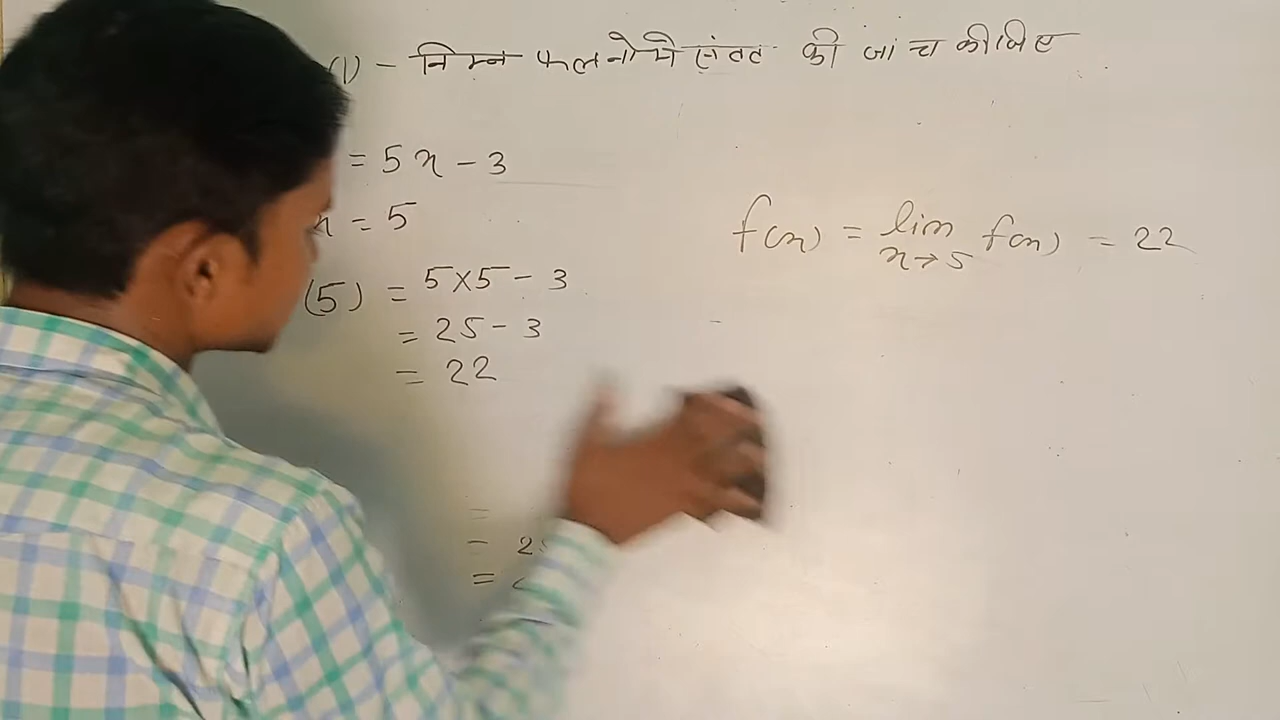 (1) - निम्न फलनो मे संतत की जांच कीजिए
= 5x - 3
x = 5
(5) = 5x5 - 3
= 25 - 3
= 22
=
=
=
f(x) = lim f(x) = 22
x→5